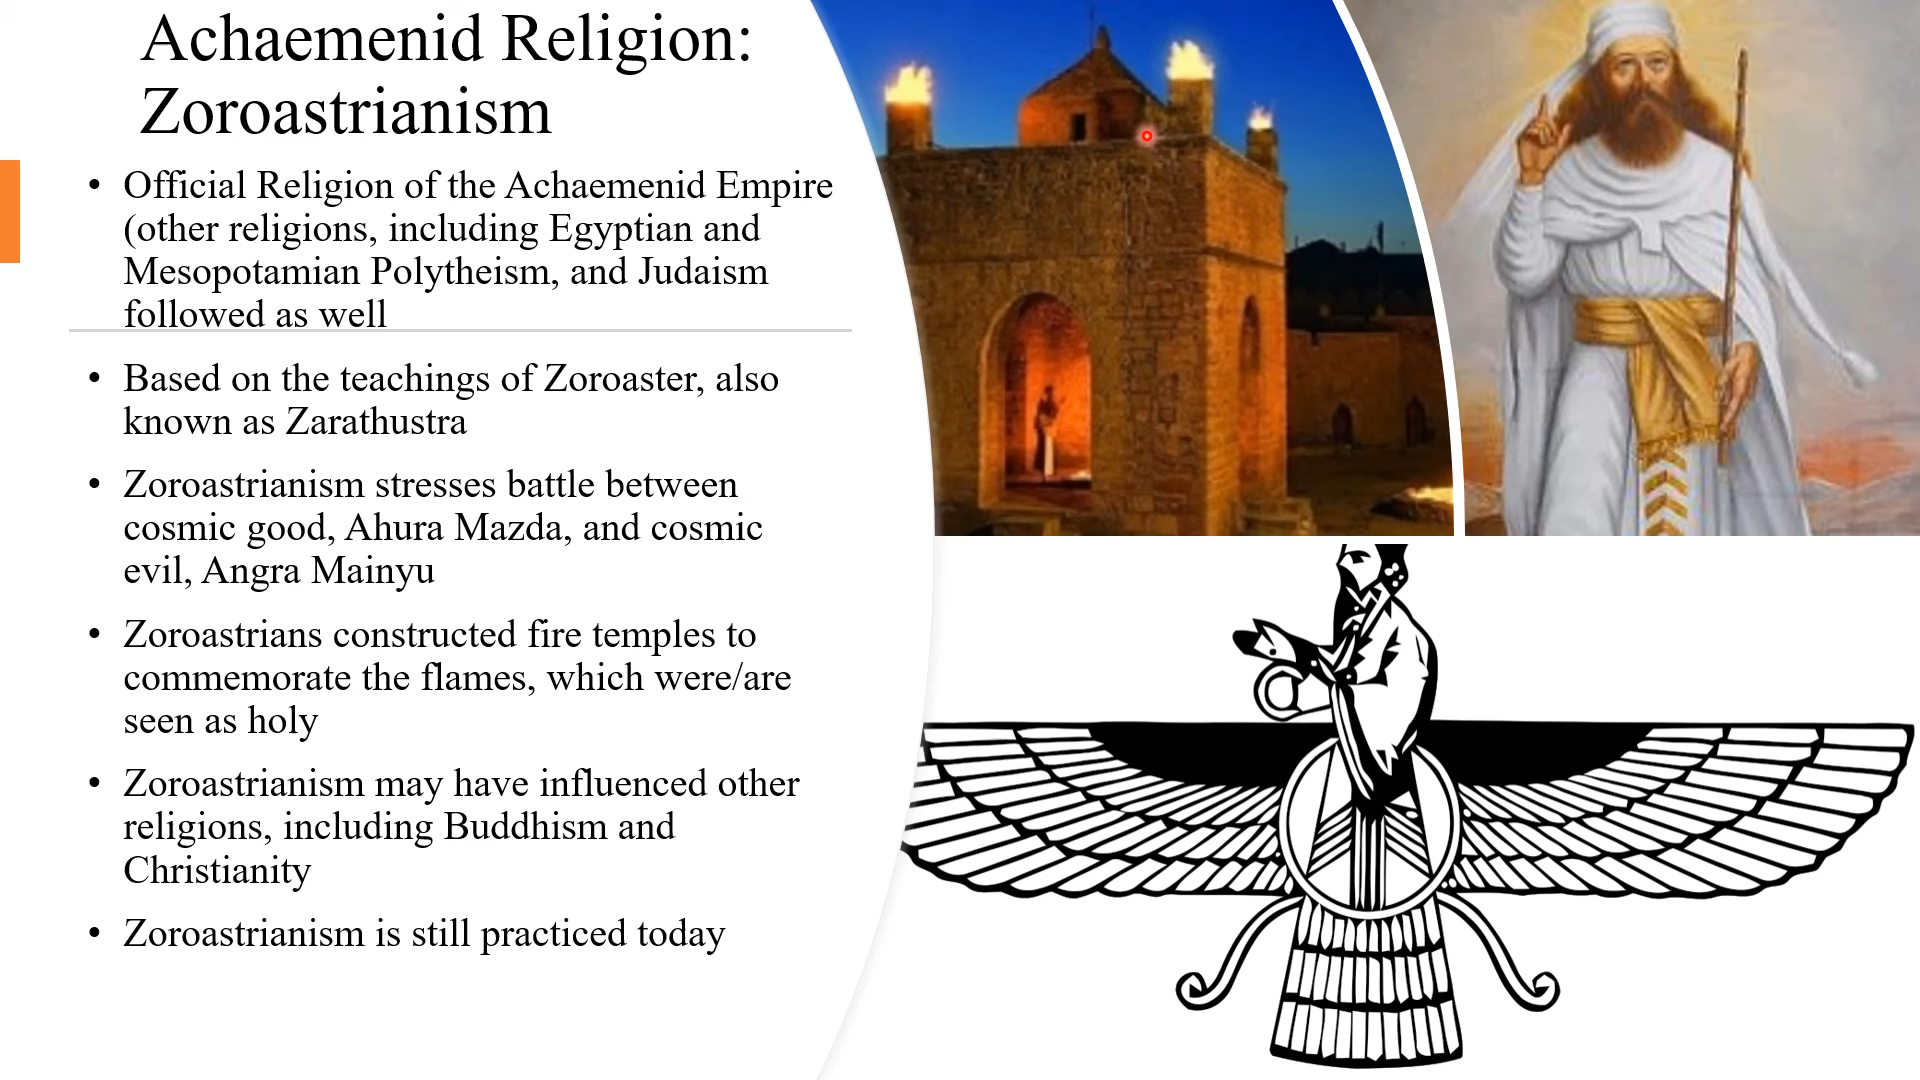 Achaemenid Religion:
Zoroastrianism
• Official Religion of the Achaemenid Empire
(other religions, including Egyptian and
Mesopotamian Polytheism, and Judaism
followed as well
• Based on the teachings of Zoroaster, also
known as Zarathustra
• Zoroastrianism stresses battle between
cosmic good, Ahura Mazda, and cosmic
evil, Angra Mainyu
• Zoroastrians constructed fire temples to
commemorate the flames, which were/are
seen as holy
• Zoroastrianism may have influenced other
religions, including Buddhism and
Christianity
• Zoroastrianism is still practiced today